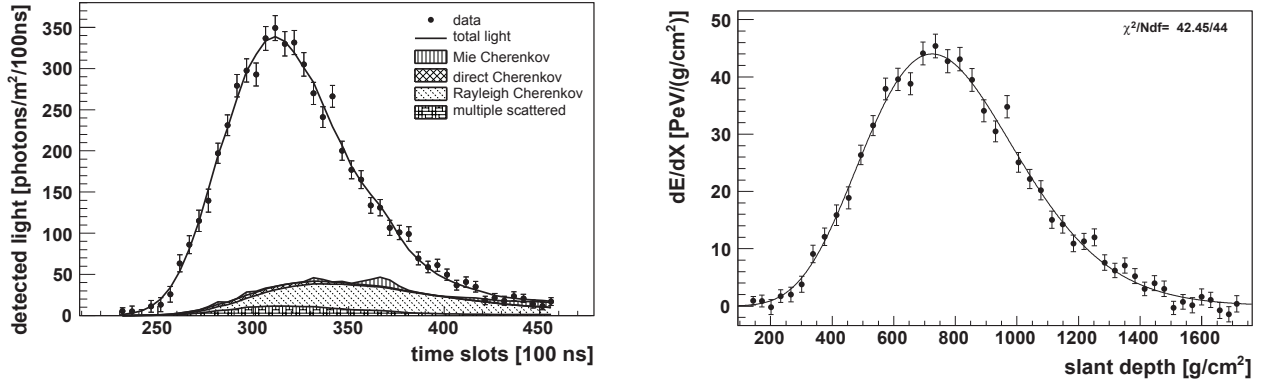 detected light [photons/m²/100ns]
350
300
250
200
150
100
50
0
data
total light
Mie Cherenkov
direct Cherenkov
Rayleigh Cherenkov
multiple scattered
250 300 350 400 450
time slots [100 ns]
dE/dX [PeV/(g/cm²)]
50
40
30
20
10
0
χ²/Ndf= 42.45/44
200 400 600 800 1000 1200 1400 1600
slant depth [g/cm²]